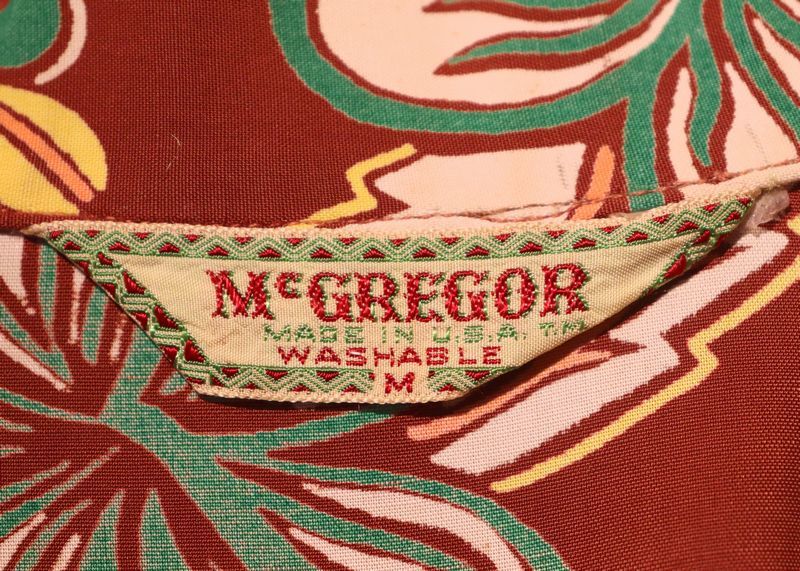 McGREGOR
MADE IN U.S.A. T.M.
WASHABLE
M